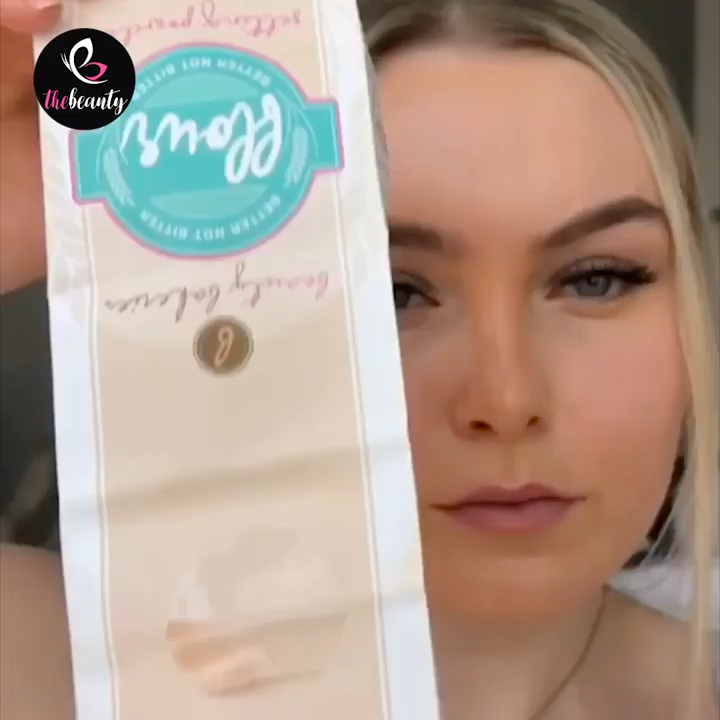 thebeauty
B
beauty bakerie
BETTER NOT BITTER
flour
BETTER NOT BITTER
setting powder